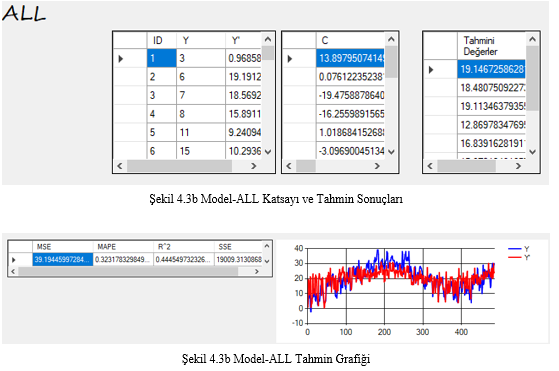 ALL
ID Y Y'
1 3 0.96858
2 6 19.1912
3 7 18.5692
4 8 15.8911
5 11 9.24094
6 15 10.2936
C
13.89795074145
0.07612235238
-19.4758878640
-16.2559891565
1.018684152688
-3.09690045134
Tahmini
Değerler
19.1467258628
18.4807509227
19.1134637935
12.8697834769
16.8391628191
Şekil 4.3b Model-ALL Katsayı ve Tahmin Sonuçları
MSE MAPE R^2 SSE
39.19445997284... 0.323178329849... 0.444549732326... 19009.3130868
40
30
20
10
0
-10
0 100 200 300 400
Y
Y'
Şekil 4.3b Model-ALL Tahmin Grafiği